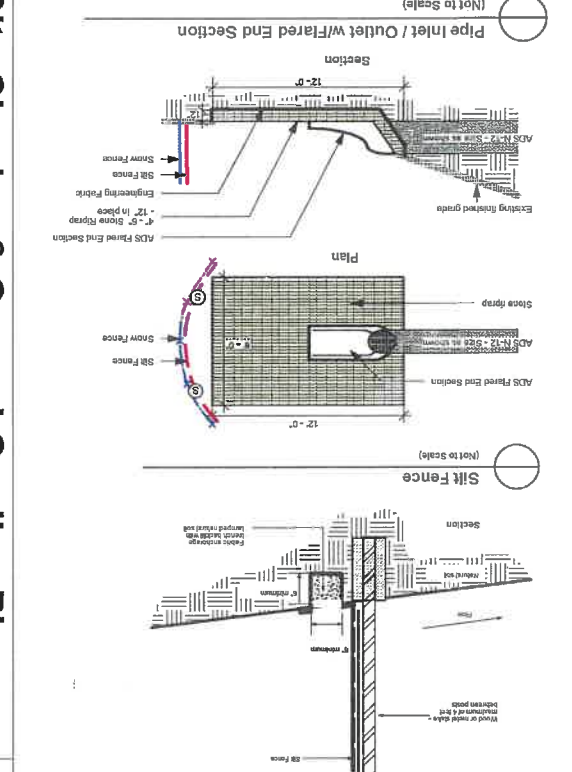 Silt Fence
Wood or metal stake -
maximum of 4 feet
between posts
6" minimum
Flow
6" minimum
Natural soil
Fabric anchorage
trench backfill with
tamped natural soil
Section
Silt Fence
(Not to Scale)
12' - 0"
ADS Flared End Section
S
Silt Fence
ADS N-12 - Size as shown
Snow Fence
Stone riprap
S
Plan
ADS Flared End Section
4" - 6" Stone Riprap
- 12" in place
Existing finished grade
Engineering Fabric
Silt Fence
Snow Fence
ADS N-12 - Size as shown
12"
12' - 0"
Section
Pipe Inlet / Outlet w/Flared End Section
(Not to Scale)